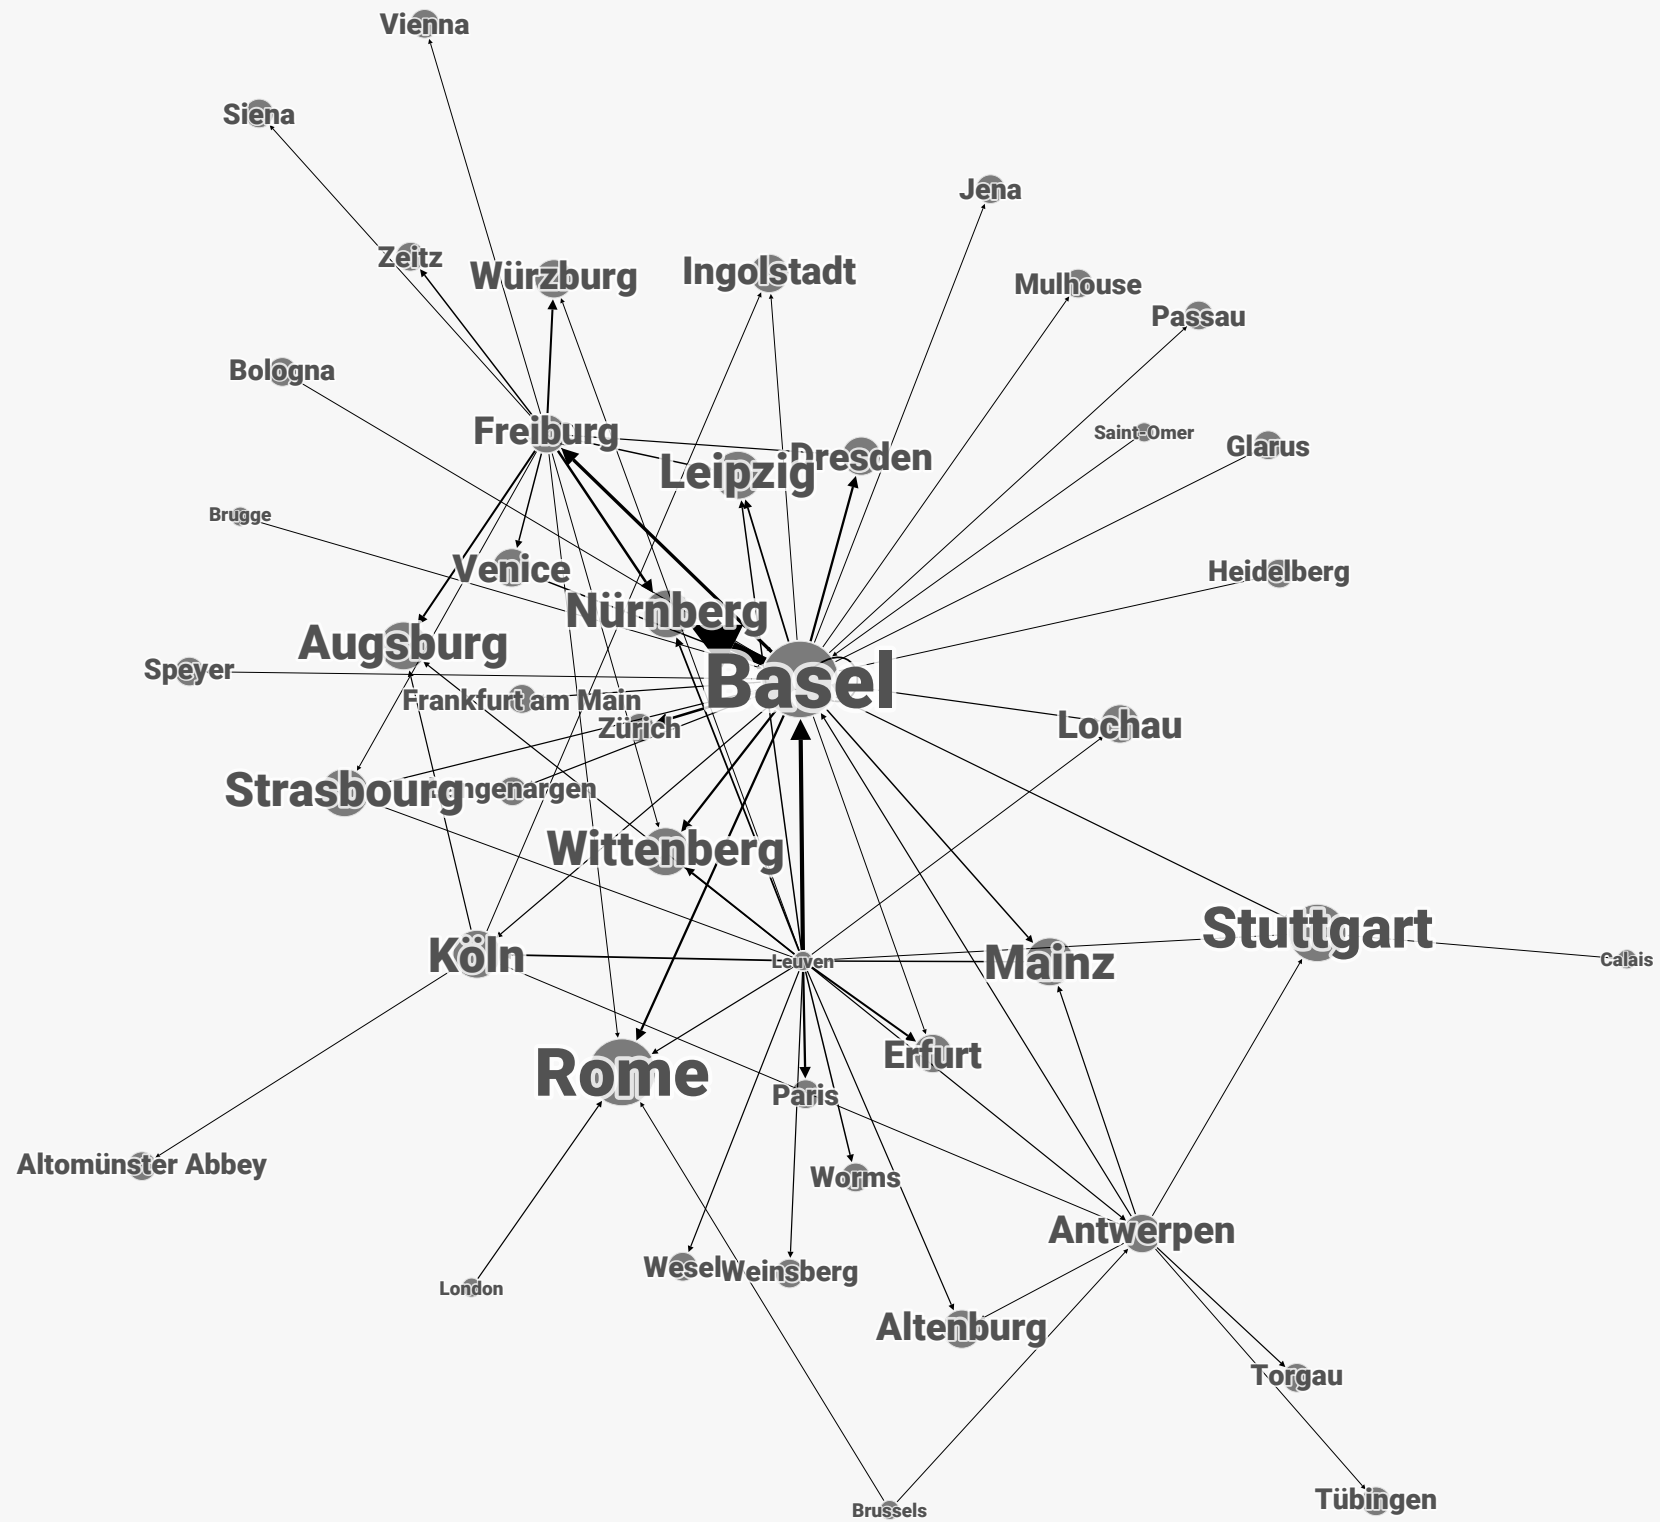 Vienna
Siena
Jena
Zeitz
Würzburg
Ingolstadt
Mulhouse
Passau
Bologna
Freiburg
Saint-Omer
Glarus
Leipzig
Dresden
Brugge
Venice
Heidelberg
Nürnberg
Augsburg
Speyer
Basel
Frankfurt am Main
Zürich
Lochau
Strasbourg
Langenargen
Wittenberg
Stuttgart
Köln
Leuven
Mainz
Calais
Erfurt
Rome
Paris
Altomünster Abbey
Worms
Antwerpen
Wesel
Weinsberg
London
Altenburg
Torgau
Tübingen
Brussels